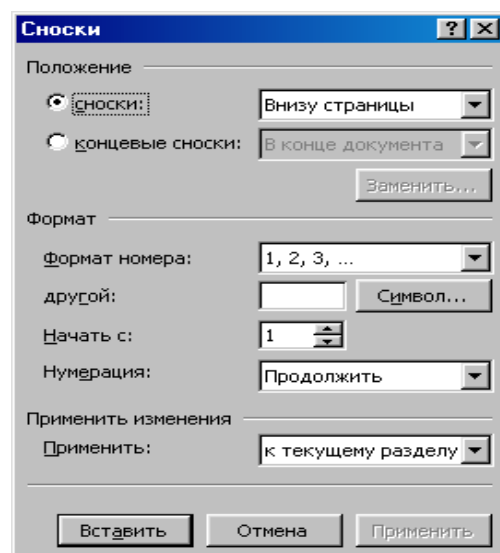 Сноски
Положение
сноски: Внизу страницы
концевые сноски: В конце документа
Заменить...
Формат
Формат номера: 1, 2, 3, ...
другой: Символ...
Начать с: 1
Нумерация: Продолжить
Применить изменения
Применить: к текущему разделу
Вставить Отмена Применить